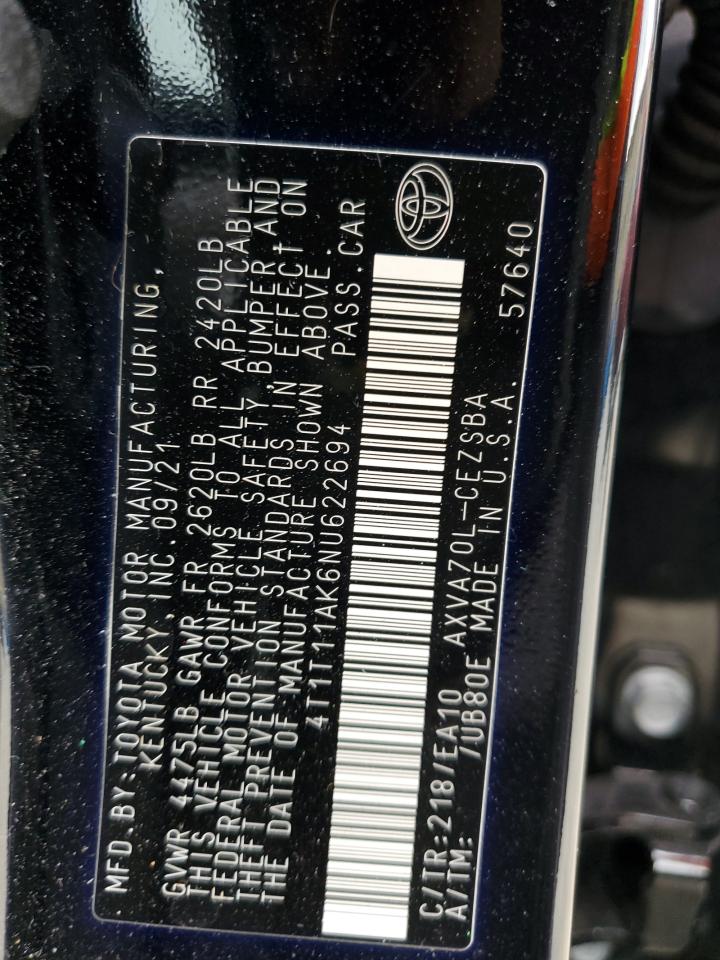 MFD.BY:TOYOTA MOTOR MANUFACTURING,
KENTUCKY, INC.09/21
GVWR 4475LB GAWR FR 2620LB RR 2420LB
THIS VEHICLE CONFORMS TO ALL APPLICABLE
FEDERAL MOTOR VEHICLE SAFETY,BUMPER,AND
THEFT PREVENTION STANDARDS IN EFFECT ON
THE DATE OF MANUFACTURE SHOWN ABOVE.
4T1T11AK6NU622694 PASS.CAR
C/TR:218/EA10 AXVA70L-CEZSBA
A/TM: /UB80E MADE IN U.S.A. 57640